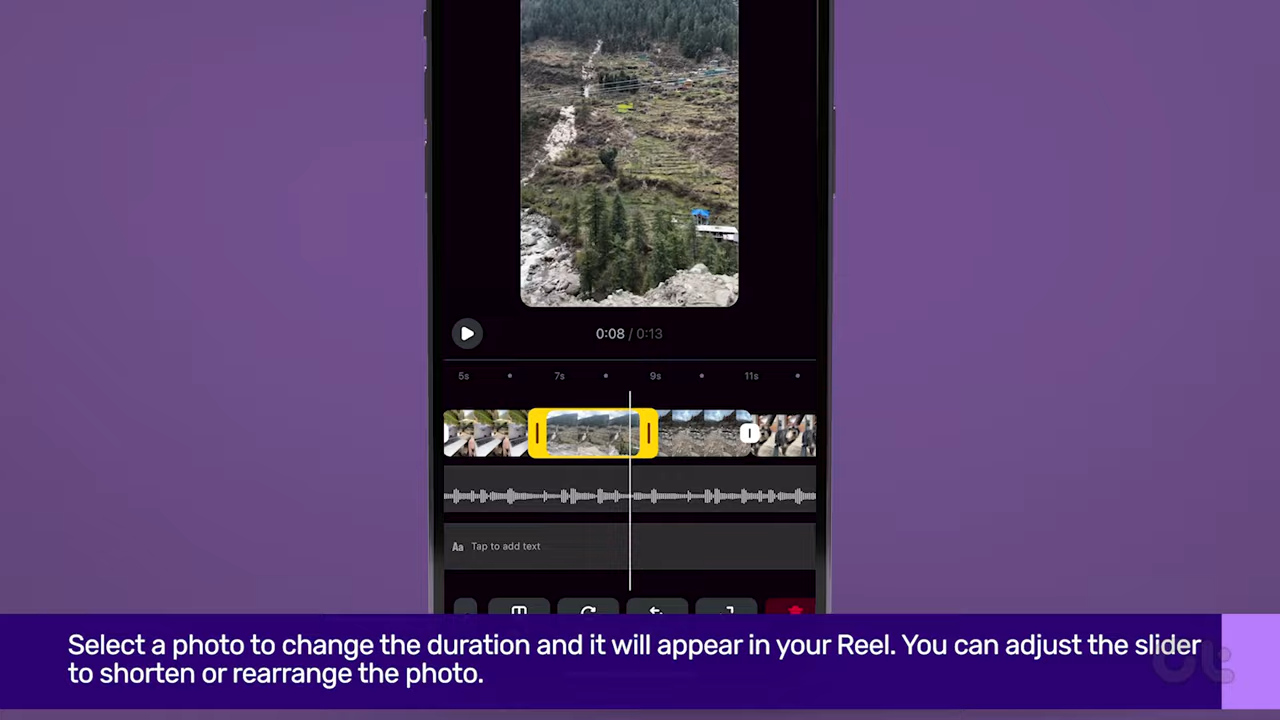 0:08 / 0:13
5s 7s 9s 11s
Aa Tap to add text
Select a photo to change the duration and it will appear in your Reel. You can adjust the slider
to shorten or rearrange the photo.